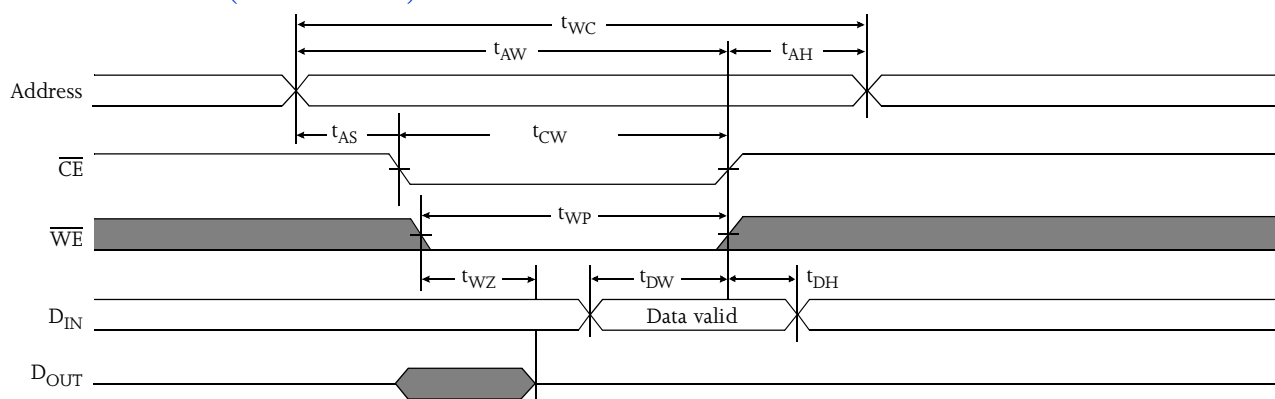 tWC
tAW tAH
Address
tAS tCW
CE
tWP
WE
tWZ tDW tDH
DIN Data valid
DOUT